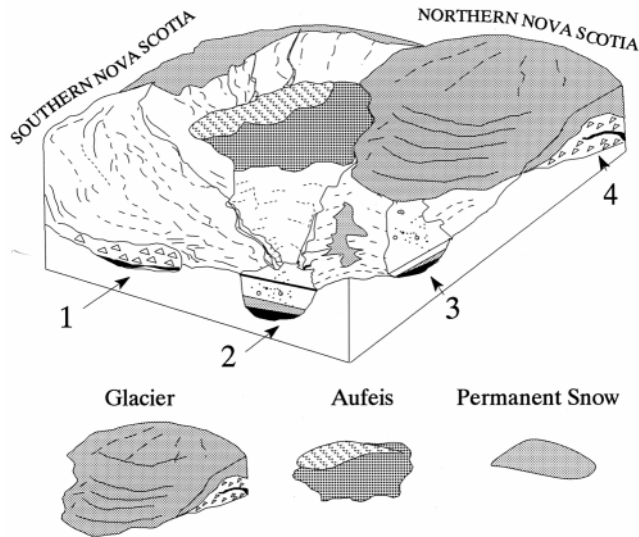 NORTHERN NOVA SCOTIA
SOUTHERN NOVA SCOTIA
4
3
1
2
Glacier
Aufeis
Permanent Snow